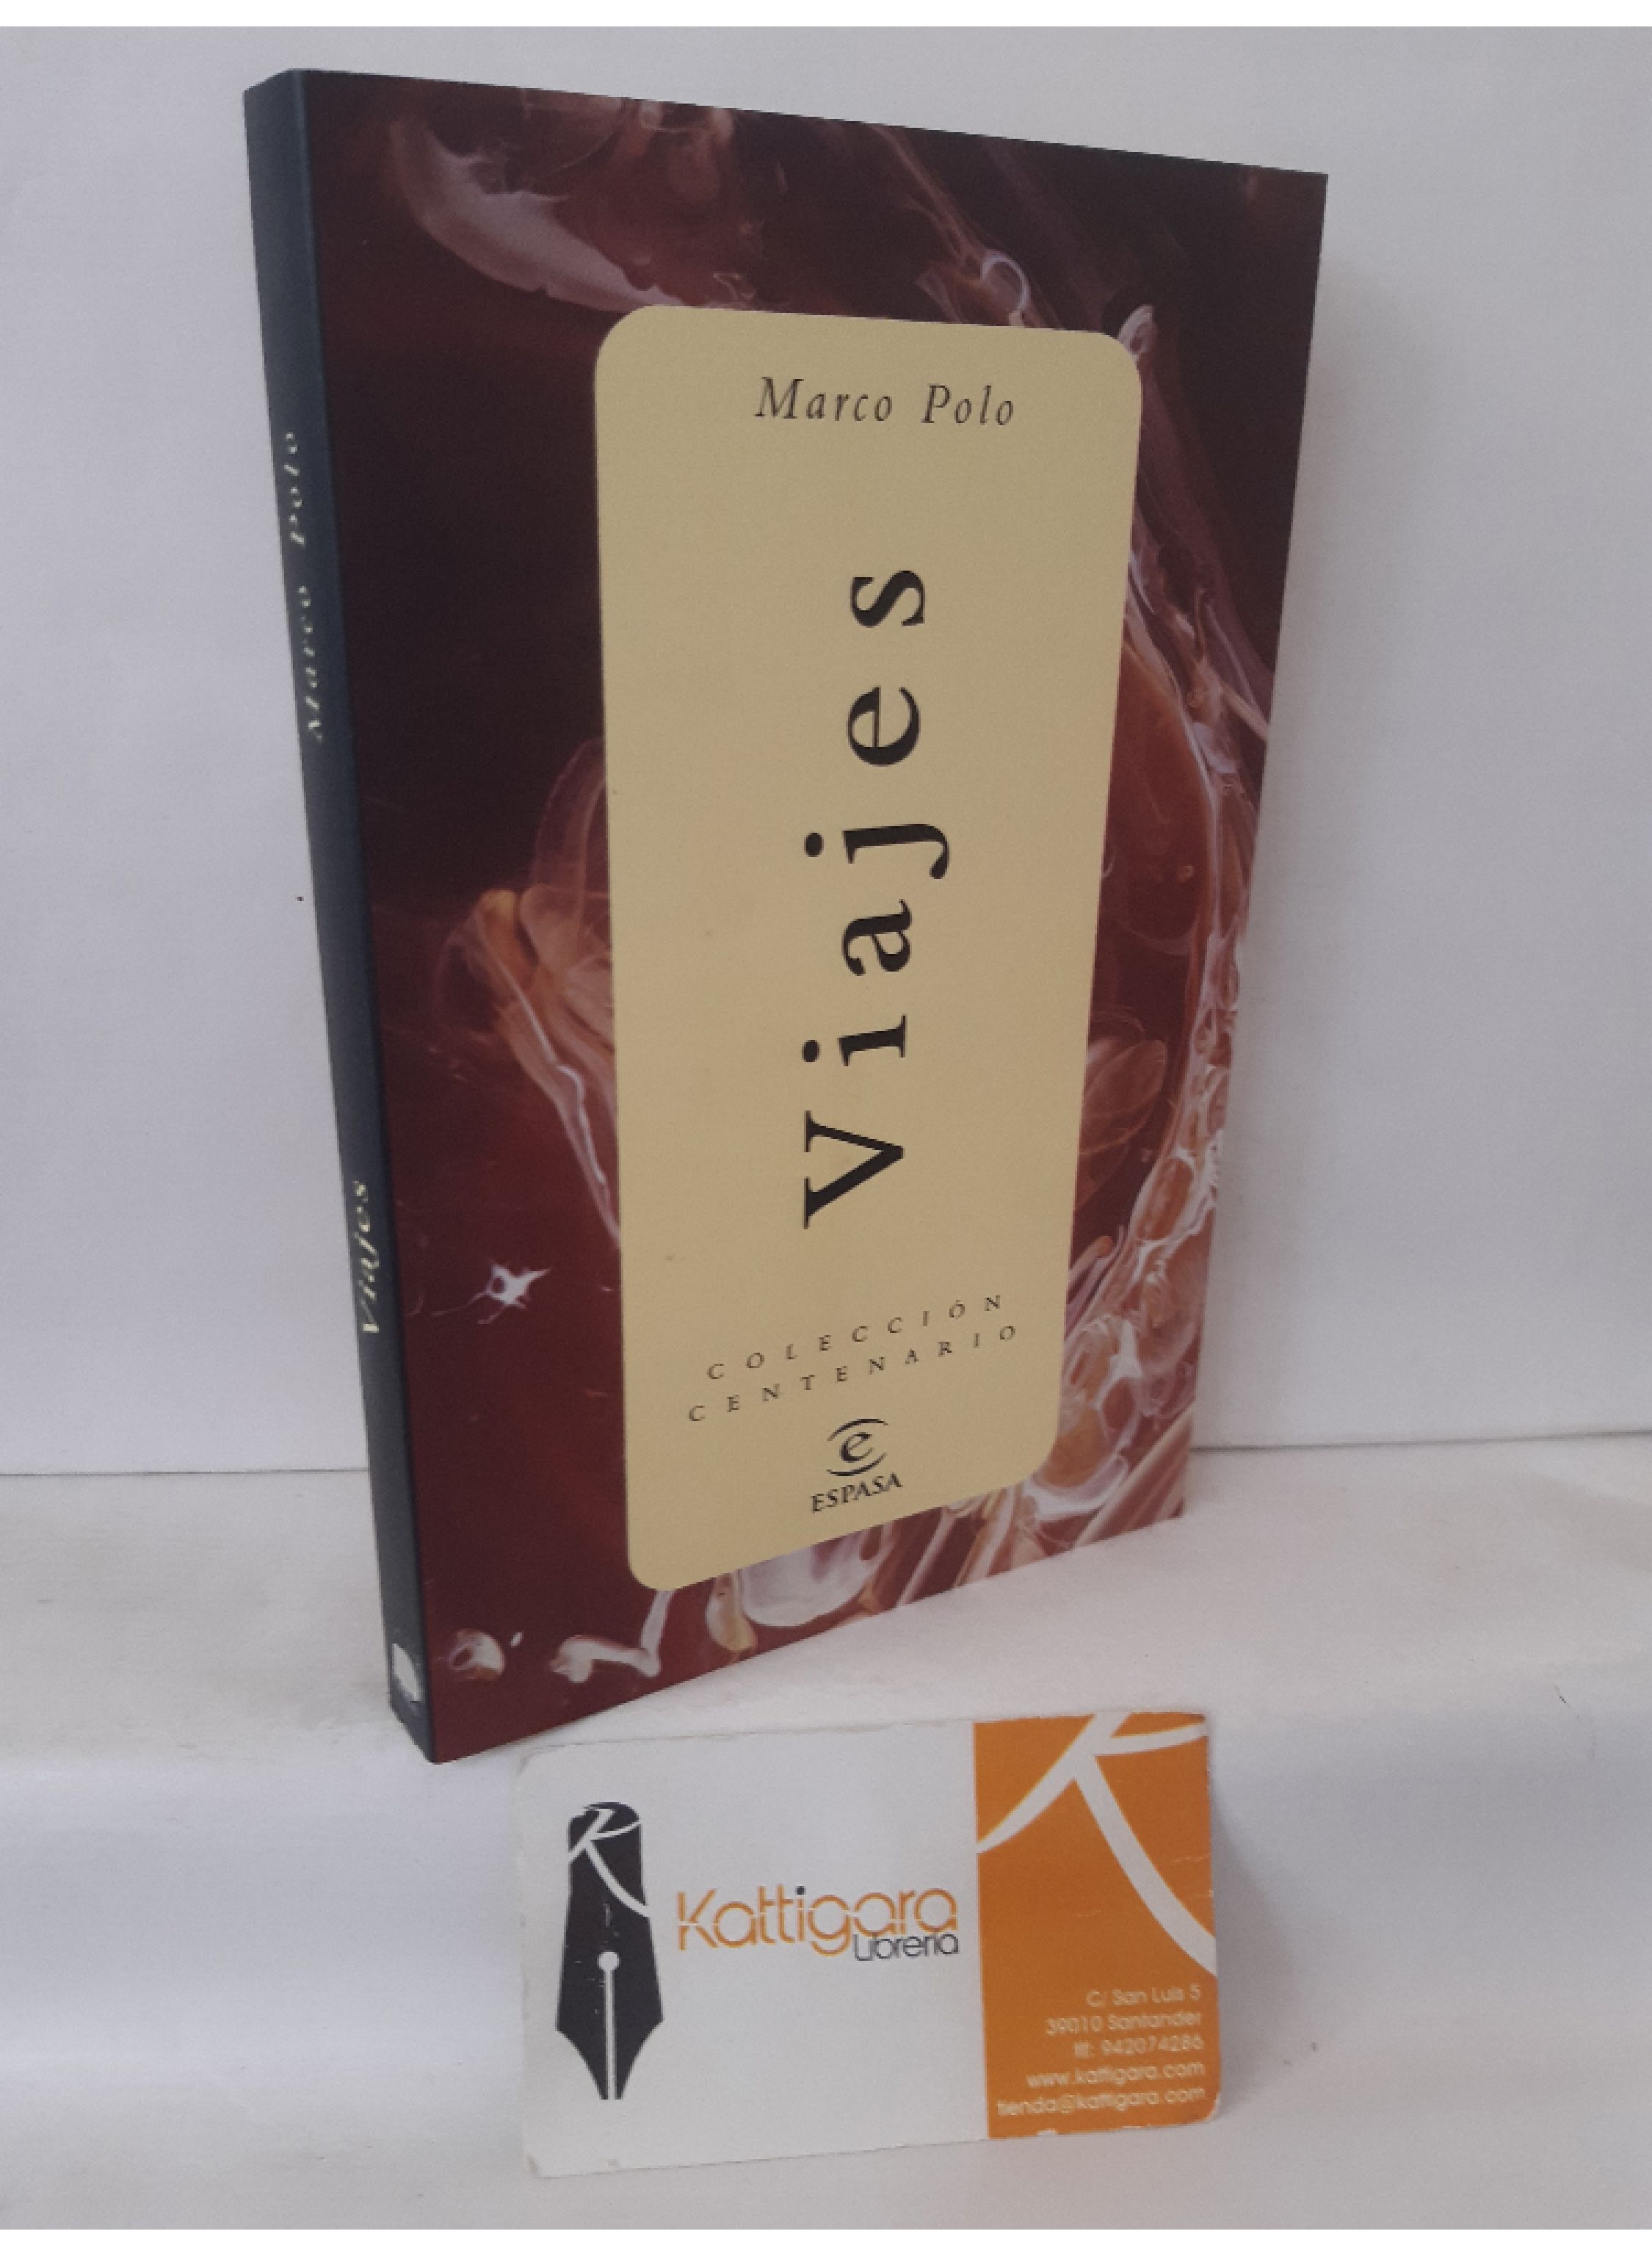 Marco Polo
Viajes
Marco Polo
Viajes
COLECCIÓN
CENTENARIO
e
ESPASA
K
Kattigara
Librería
K
C/ San Luis 5
39010 Santander
tlf: 942074286
www.kattigara.com
tienda@kattigara.com